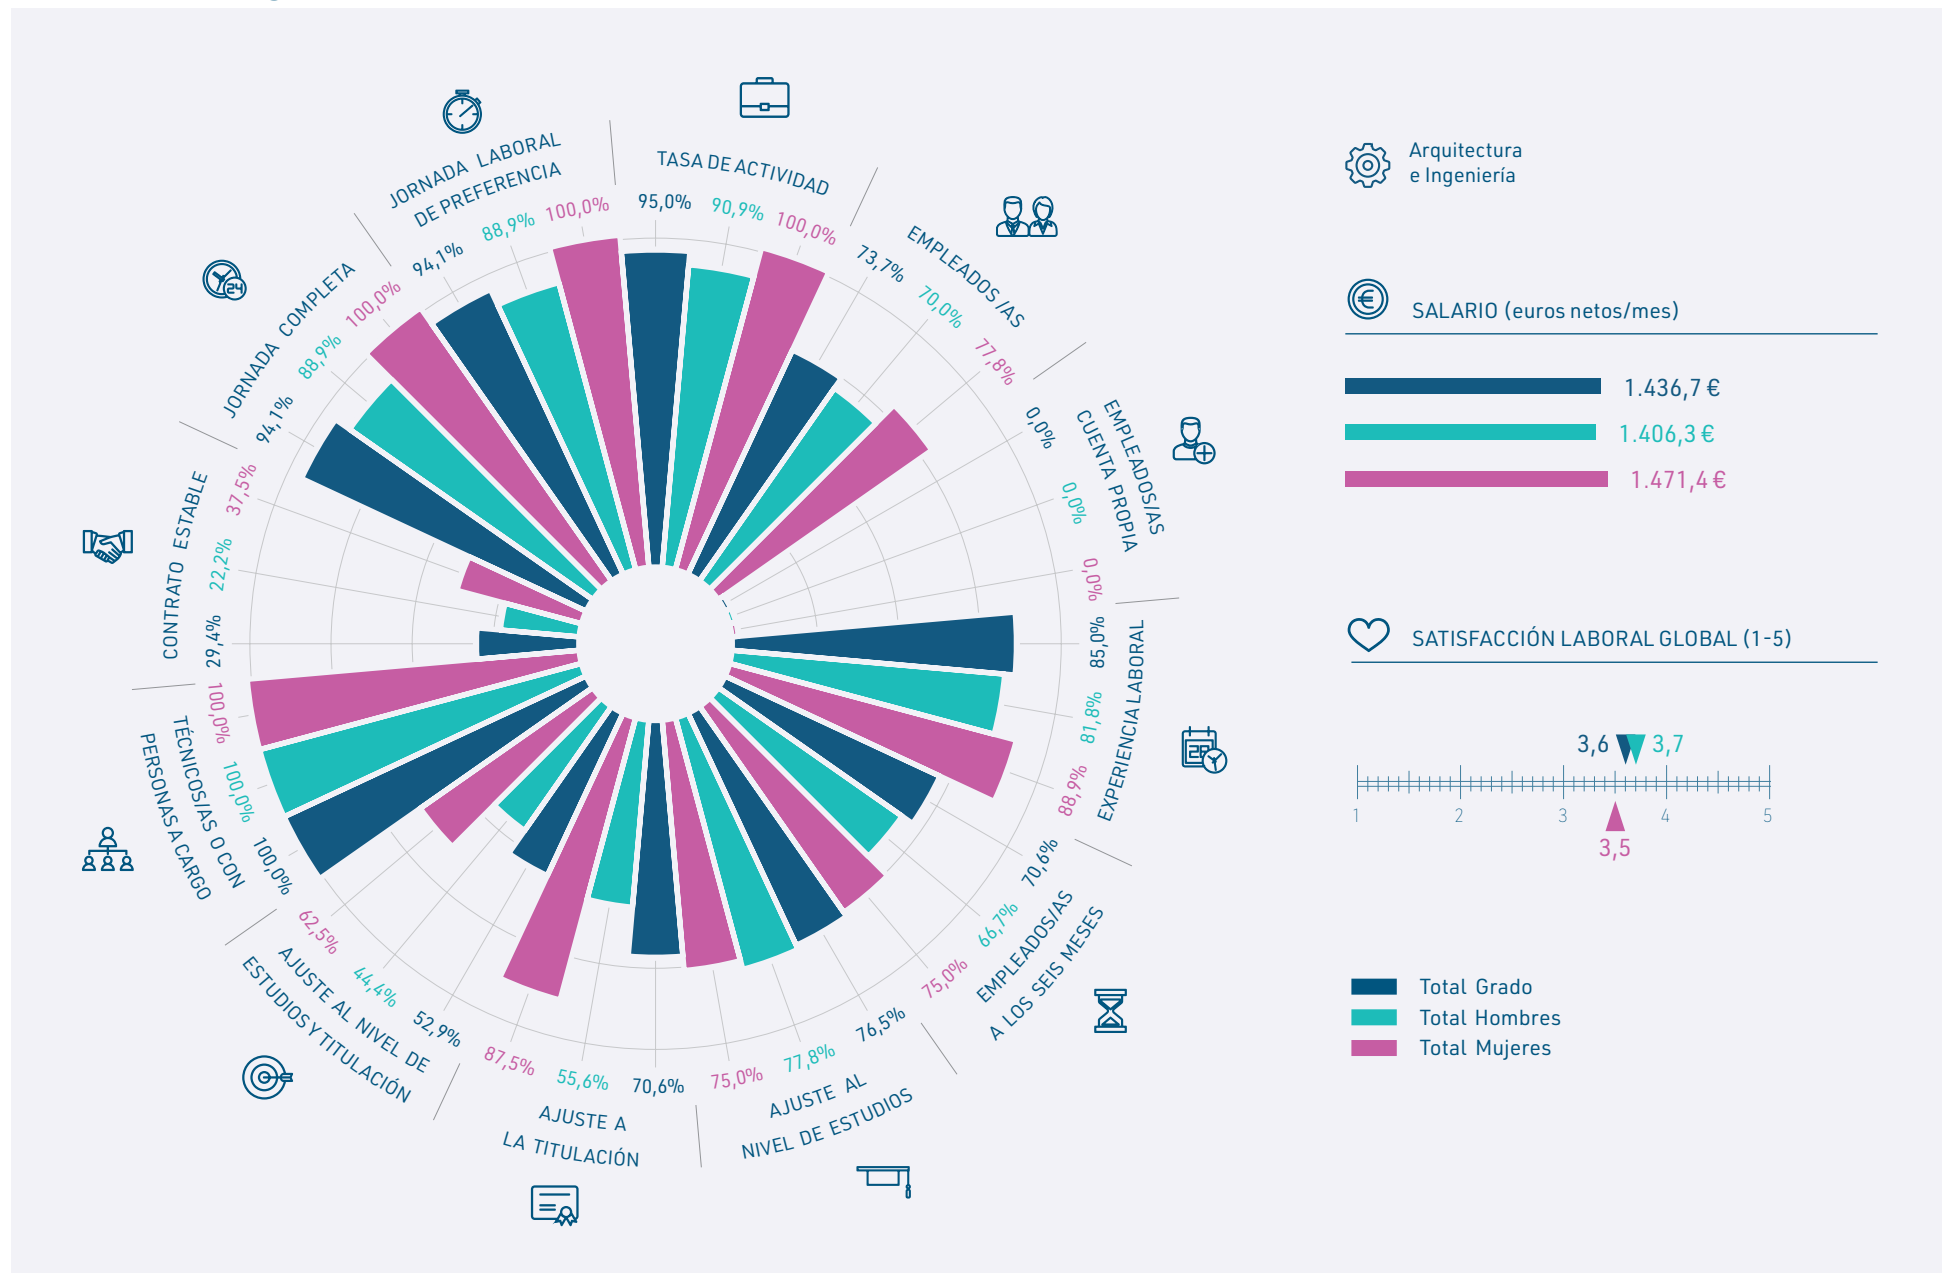 JORNADA LABORAL
DE PREFERENCIA
94,1%
88,9%
100,0%
TASA DE ACTIVIDAD
95,0%
90,9%
100,0%
EMPLEADOS /AS
73,7%
70,0%
77,8%
EMPLEADOS/AS
CUENTA PROPIA
0,0%
0,0%
0,0%
EXPERIENCIA LABORAL
85,0%
81,8%
88,9%
EMPLEADOS/AS
A LOS SEIS MESES
70,6%
66,7%
75,0%
AJUSTE AL
NIVEL DE ESTUDIOS
76,5%
77,8%
75,0%
AJUSTE A
LA TITULACIÓN
70,6%
55,6%
87,5%
AJUSTE AL NIVEL DE
ESTUDIOS Y TITULACIÓN
52,9%
44,4%
62,5%
TÉCNICOS/AS O CON
PERSONAS A CARGO
100,0%
100,0%
100,0%
CONTRATO ESTABLE
29,4%
22,2%
37,5%
JORNADA COMPLETA
94,1%
88,9%
100,0%
24
28
Arquitectura
e Ingeniería
€
SALARIO (euros netos/mes)
1.436,7 €
1.406,3 €
1.471,4 €
SATISFACCIÓN LABORAL GLOBAL (1-5)
3,6 3,7
1 2 3 4 5
3,5
Total Grado
Total Hombres
Total Mujeres